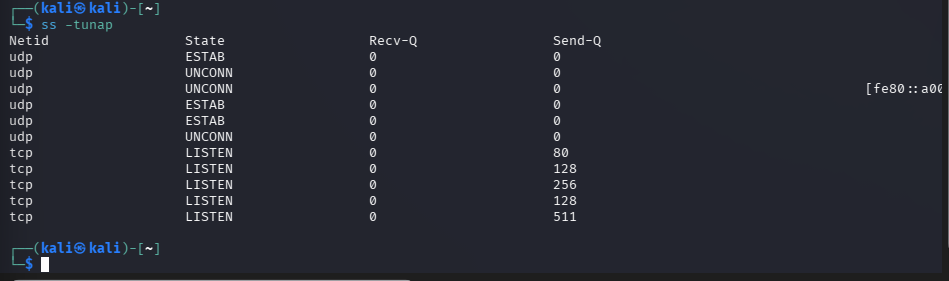 ┌──(kali㉿kali)-[~]
└─$ ss -tunap
Netid State Recv-Q Send-Q
udp ESTAB 0 0
udp UNCONN 0 0
udp UNCONN 0 0 [fe80::a00
udp ESTAB 0 0
udp ESTAB 0 0
udp UNCONN 0 0
tcp LISTEN 0 80
tcp LISTEN 0 128
tcp LISTEN 0 256
tcp LISTEN 0 128
tcp LISTEN 0 511
┌──(kali㉿kali)-[~]
└─$